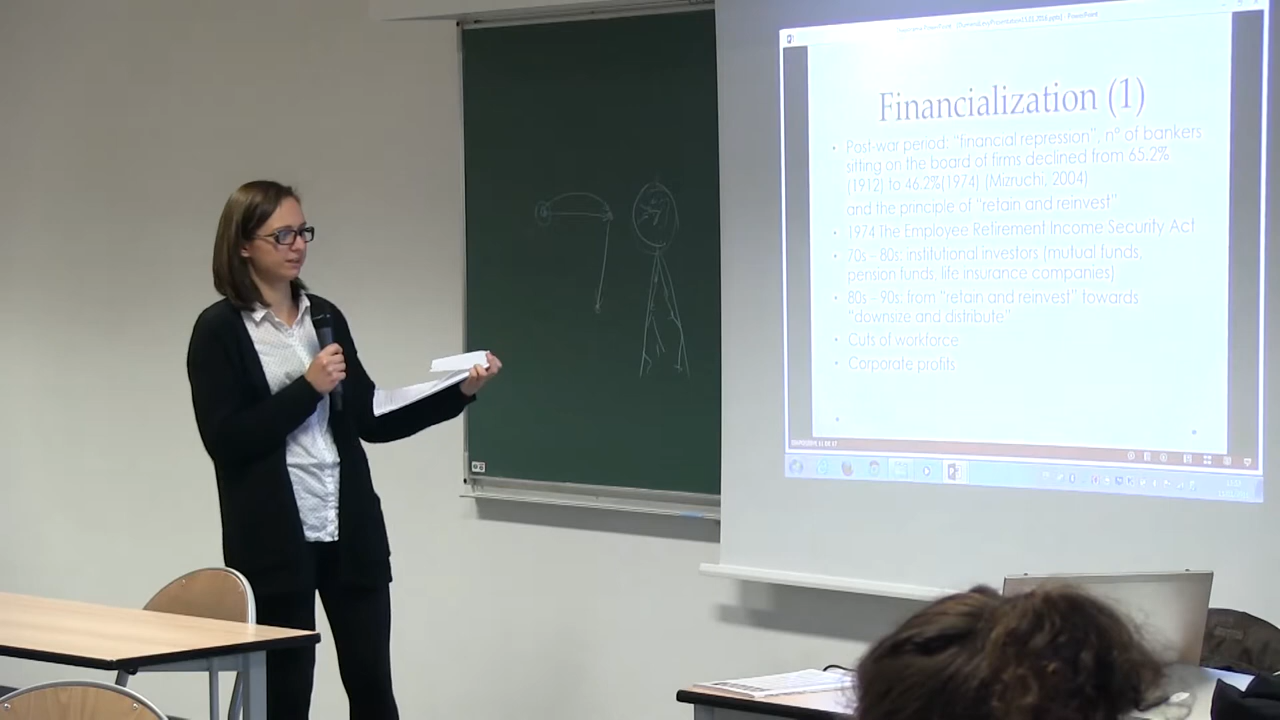 Financialization (1)
• Post-war period: "financial repression", n° of bankers
sitting on the board of firms declined from 65.2%
(1912) to 46.2%(1974) (Mizruchi, 2004)
and the principle of "retain and reinvest"
• 1974 The Employee Retirement Income Security Act
• 70s – 80s: institutional investors (mutual funds,
pension funds, life insurance companies)
• 80s – 90s: from "retain and reinvest" towards
"downsize and distribute"
• Cuts of workforce
• Corporate profits